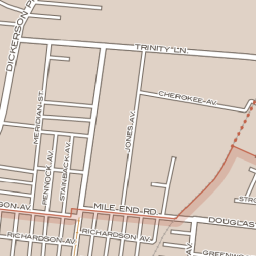 DICKERSON P
TRINITY LN
CHEROKEE-AV
MERIDIAN-ST
JONES-AV
PENNOCK-AV
STAINBACK-AV
SON-AV
MILE-END-RD
DOUGLAS
STR
RICHARDSON-AV
RICHARDSON AV
GREENWO